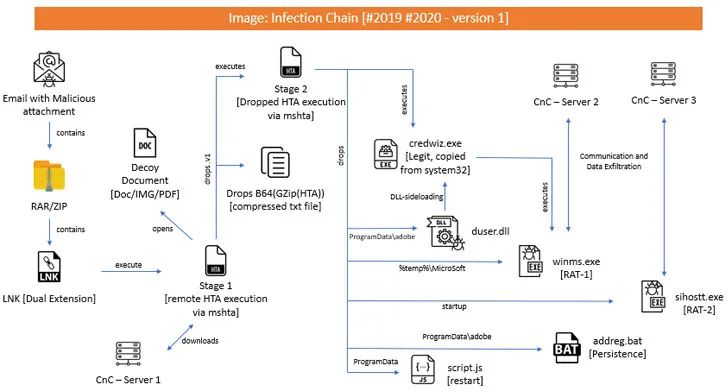 Image: Infection Chain [#2019 #2020 - version 1]
Email with Malicious
attachment
contains
RAR/ZIP
contains
LNK
LNK [Dual Extension]
execute
DOC
Decoy
Document
[Doc/IMG/PDF]
opens
HTA
Stage 1
[remote HTA execution
via mshta]
downloads
CnC – Server 1
executes
drops v1
HTA
Stage 2
[Dropped HTA execution
via mshta]
Drops B64(GZip(HTA))
[compressed txt file]
drops
executes
EXE
credwiz.exe
[Legit, copied
from system32]
DLL-sideloading
ProgramData\adobe
DLL
duser.dll
executes
%temp%\MicroSoft
EXE
winms.exe
[RAT-1]
CnC – Server 2
CnC – Server 3
Communication and
Data Exfiltration
startup
EXE
sihostt.exe
[RAT-2]
ProgramData\adobe
BAT
addreg.bat
[Persistence]
ProgramData
{--}
JS
script.js
[restart]